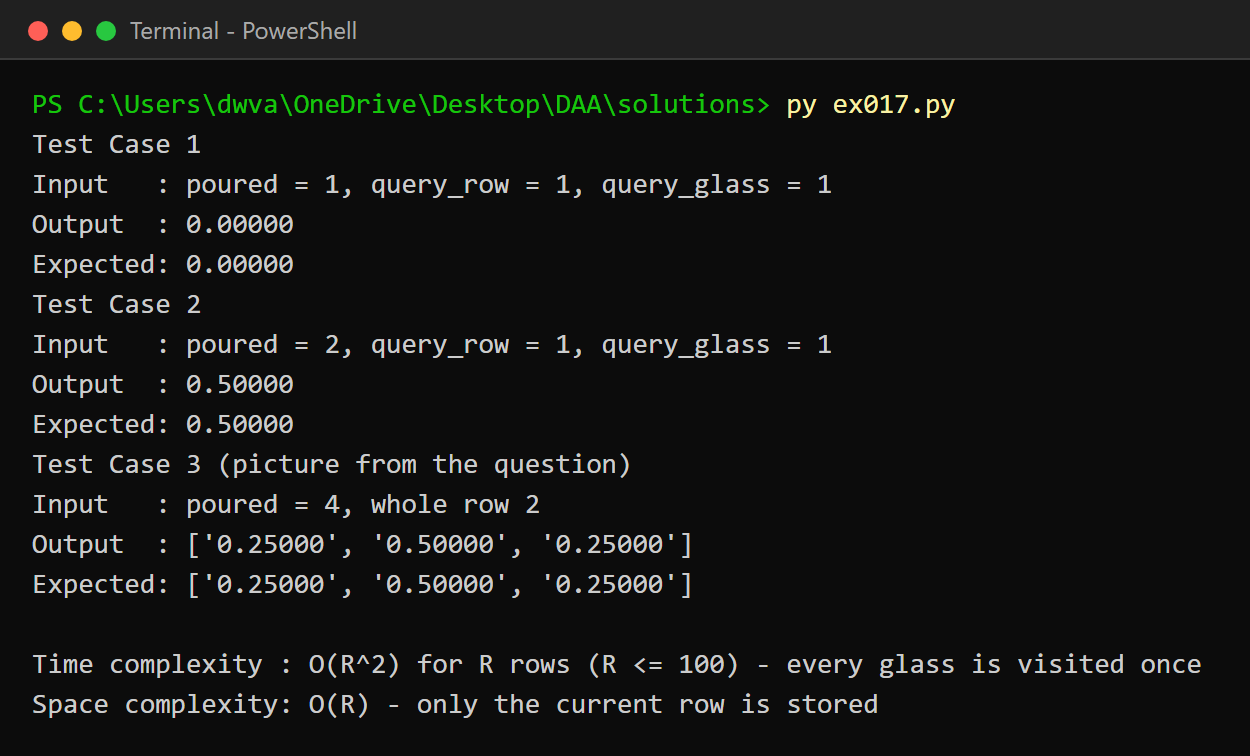 Terminal - PowerShell
PS C:\Users\dwva\OneDrive\Desktop\DAA\solutions> py ex017.py
Test Case 1
Input   : poured = 1, query_row = 1, query_glass = 1
Output  : 0.00000
Expected: 0.00000
Test Case 2
Input   : poured = 2, query_row = 1, query_glass = 1
Output  : 0.50000
Expected: 0.50000
Test Case 3 (picture from the question)
Input   : poured = 4, whole row 2
Output  : ['0.25000', '0.50000', '0.25000']
Expected: ['0.25000', '0.50000', '0.25000']
Time complexity : O(R^2) for R rows (R <= 100) - every glass is visited once
Space complexity: O(R) - only the current row is stored